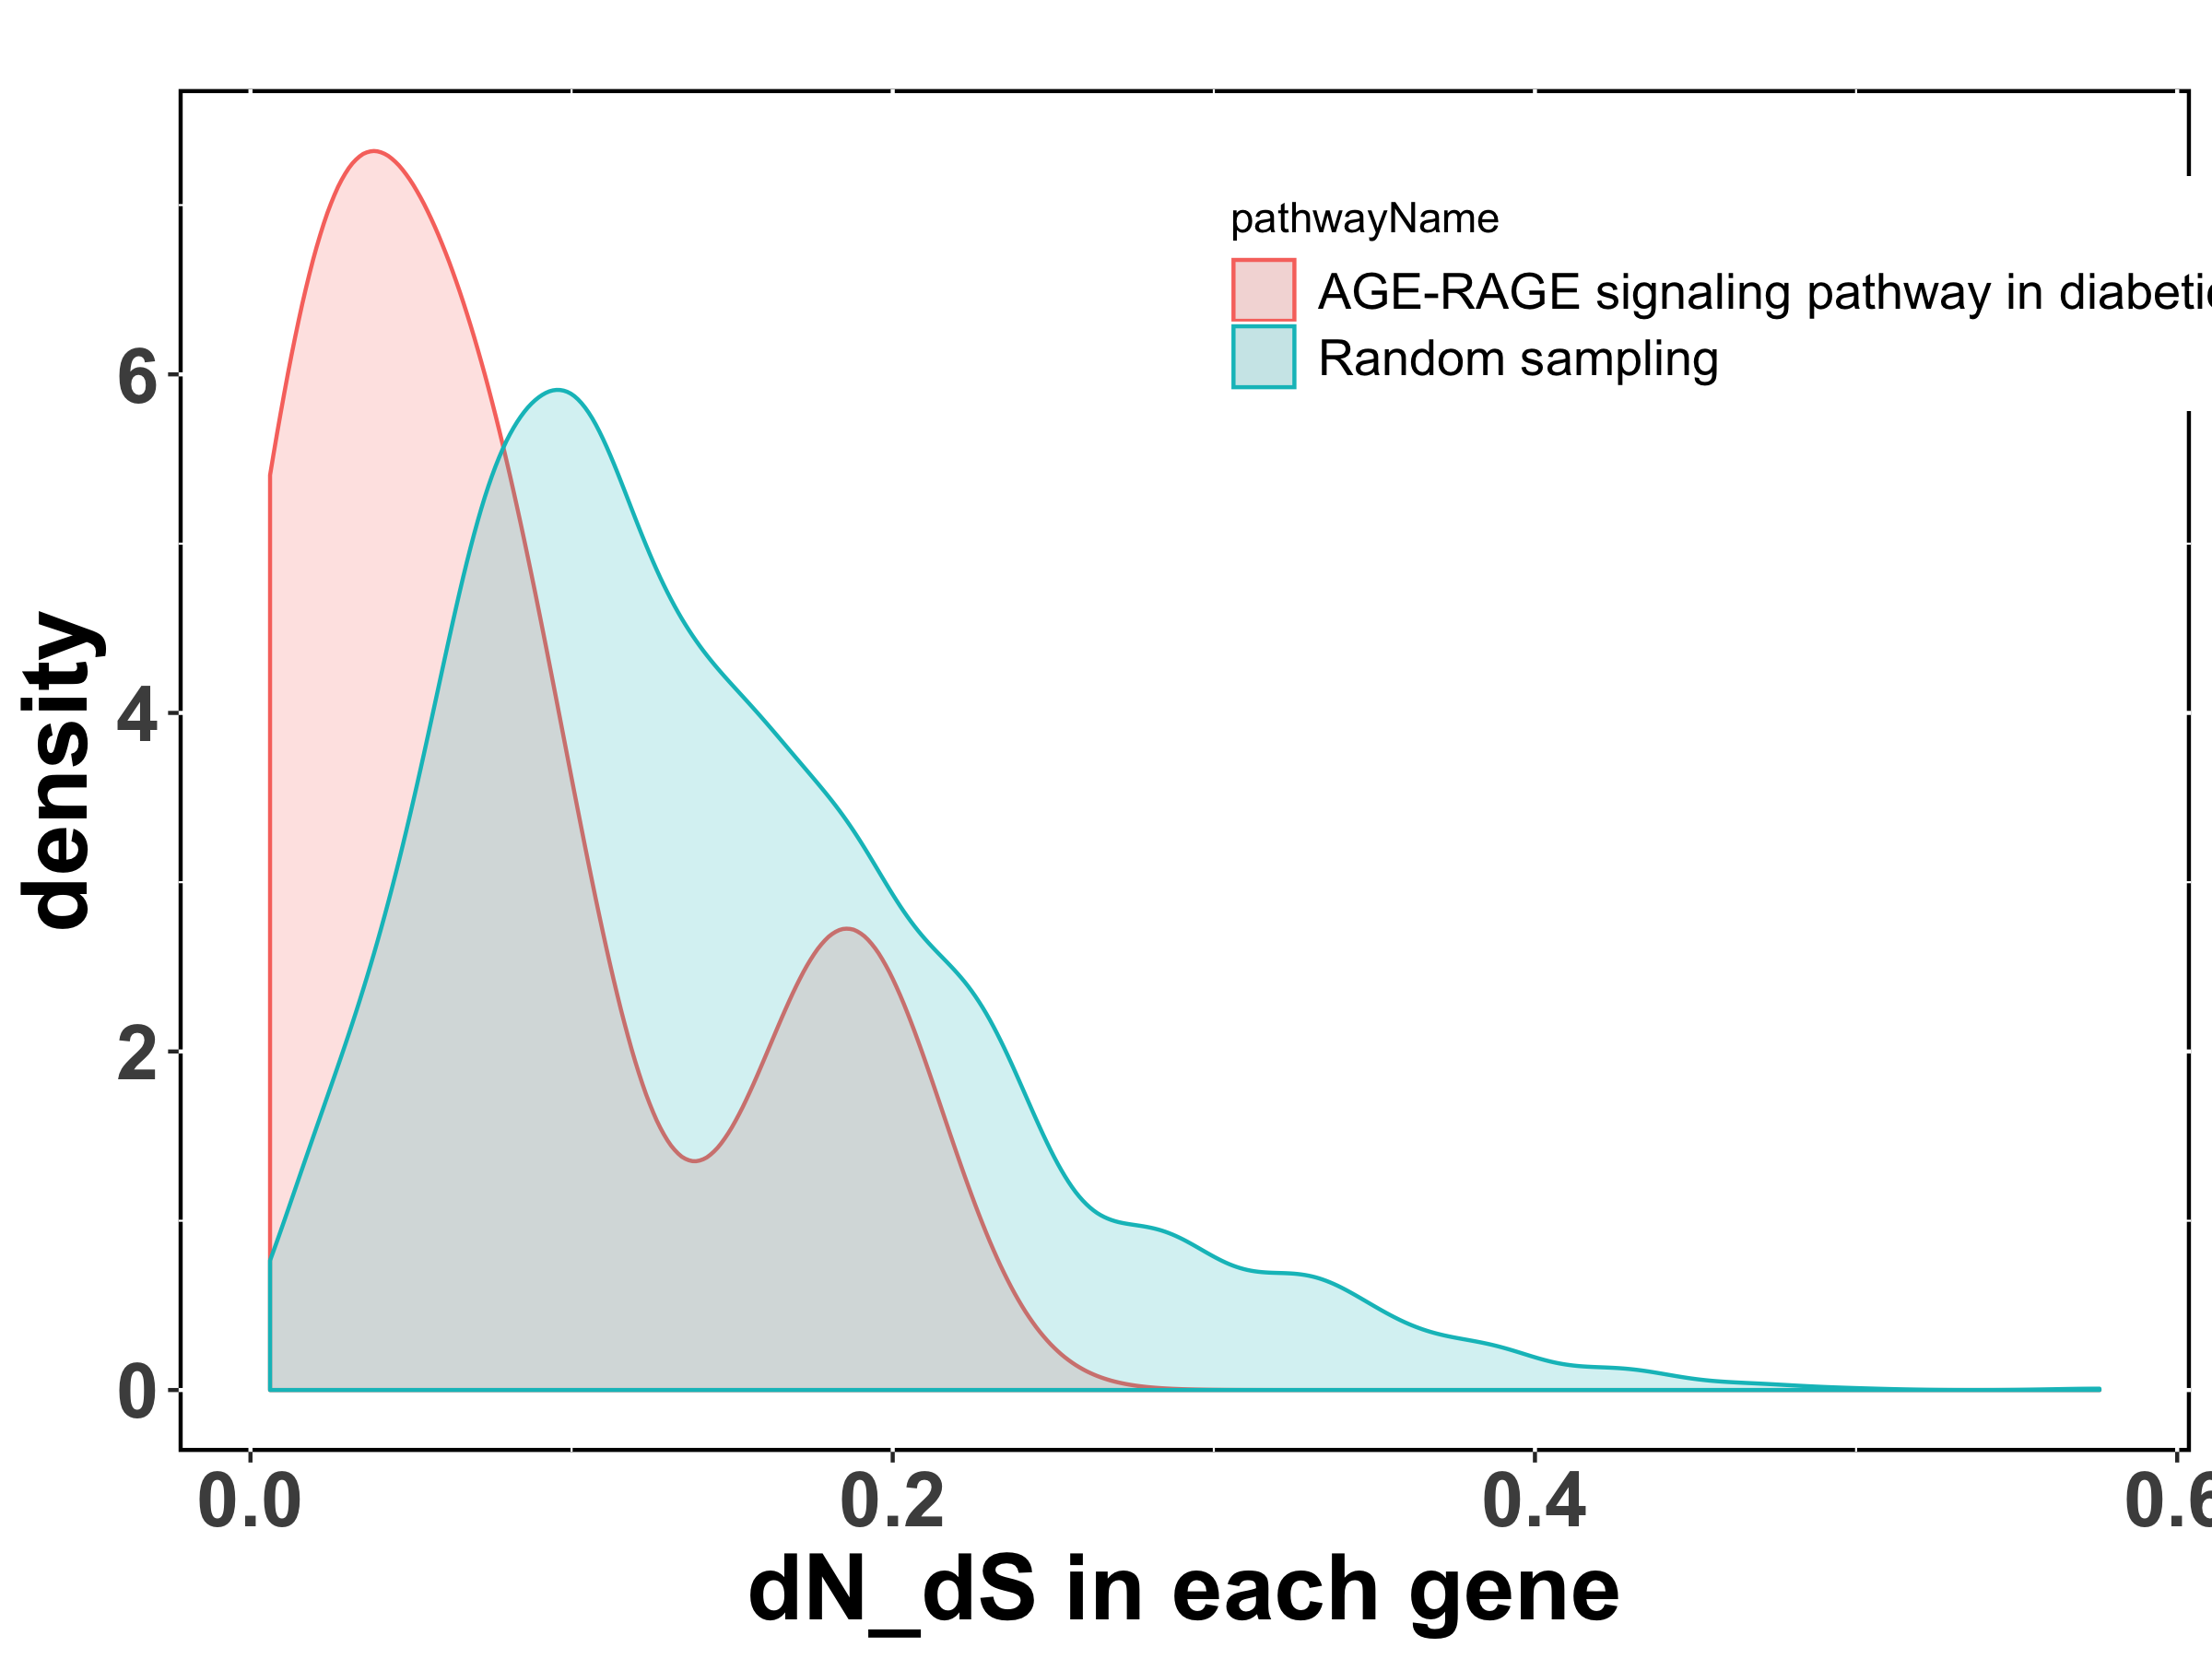 pathwayName
AGE-RAGE signaling pathway in diabetic
Random sampling
density
6
4
2
0
0.0 0.2 0.4 0.6
dN_dS in each gene